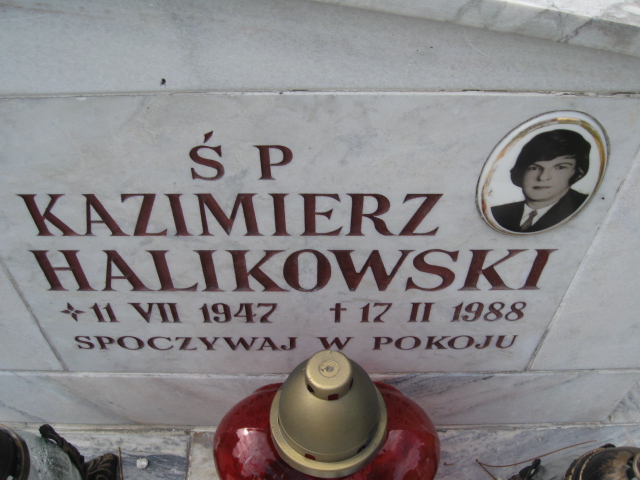 Ś P
KAZIMIERZ
HALIKOWSKI
11 VII 1947 † 17 II 1988
SPOCZYWAJ W POKOJU